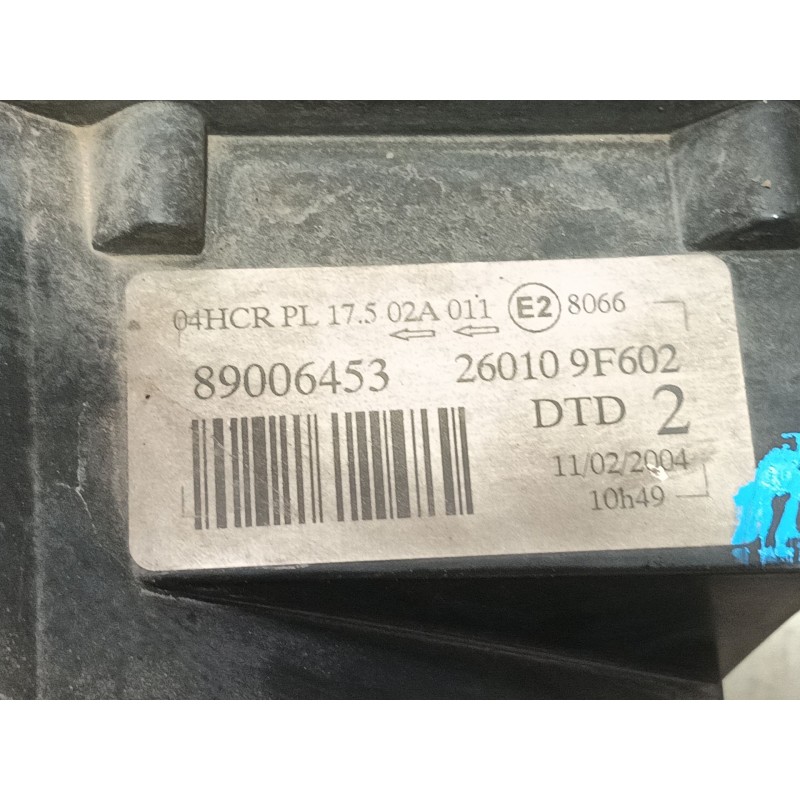 04HCR PL 17.5 02A 011 E2 8066
89006453 26010 9F602
DTD 2
11/02/2004
10h49